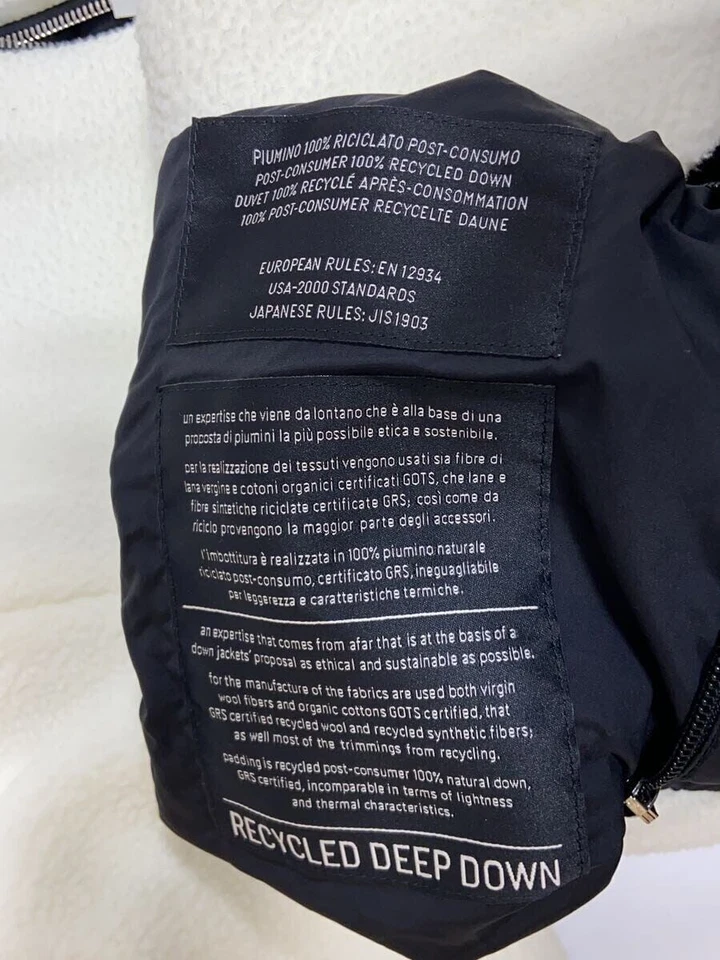 PIUMINO 100% RICICLATO POST-CONSUMO
POST-CONSUMER 100% RECYCLED DOWN
DUVET 100% RECYCLÉ APRÈS-CONSOMMATION
100% POST-CONSUMER RECYCELTE DAUNE
EUROPEAN RULES: EN 12934
USA-2000 STANDARDS
JAPANESE RULES: JIS1903
un expertise che viene da lontano che è alla base di una
proposta di piumini la più possibile etica e sostenibile.
per la realizzazione dei tessuti vengono usati sia fibre di
lana vergine e cotoni organici certificati GOTS, che lane e
fibre sintetiche riciclate certificate GRS; così come da
riciclo provengono la maggior parte degli accessori.
l'imbottitura è realizzata in 100% piumino naturale
riciclato post-consumo, certificato GRS, ineguagliabile
per leggerezza e caratteristiche termiche.
an expertise that comes from afar that is at the basis of a
down jackets' proposal as ethical and sustainable as possible.
for the manufacture of the fabrics are used both virgin
wool fibers and organic cottons GOTS certified, that
GRS certified recycled wool and recycled synthetic fibers;
as well most of the trimmings from recycling.
padding is recycled post-consumer 100% natural down,
GRS certified, incomparable in terms of lightness
and thermal characteristics.
RECYCLED DEEP DOWN